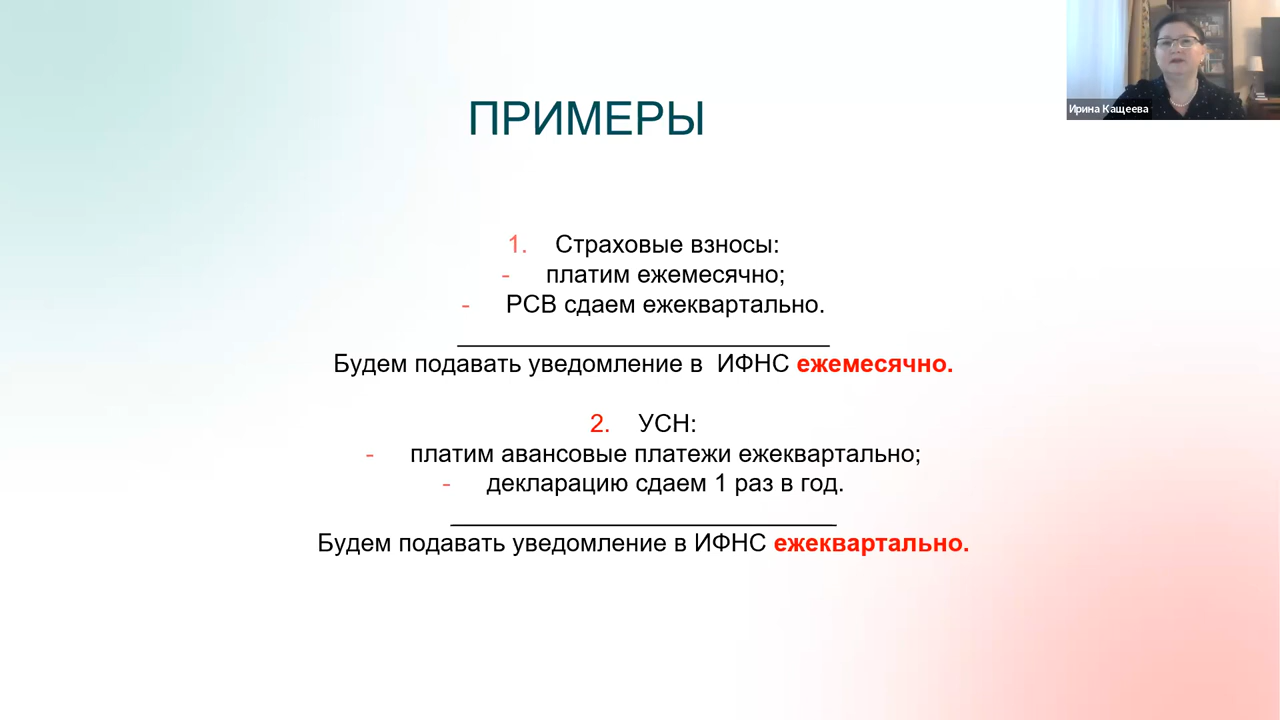 Ирина Кащеева
ПРИМЕРЫ
1. Страховые взносы:
- платим ежемесячно;
- РСВ сдаем ежеквартально.
Будем подавать уведомление в ИФНС ежемесячно.
2. УСН:
- платим авансовые платежи ежеквартально;
- декларацию сдаем 1 раз в год.
Будем подавать уведомление в ИФНС ежеквартально.